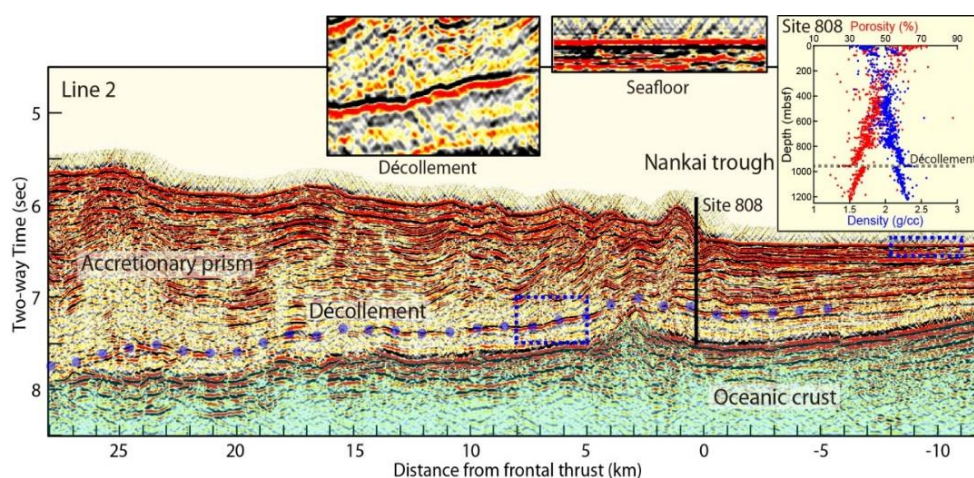 Line 2
Décollement
Seafloor
Site 808 Porosity (%)
10 30 50 70 90
0
200
400
600
800
1000
1200
Depth (mbsf)
Décollement
1 1.5 2 2.5 3
Density (g/cc)
Nankai trough
Site 808
Accretionary prism
Décollement
Oceanic crust
Two-way Time (sec)
5
6
7
8
25 20 15 10 5 0 -5 -10
Distance from frontal thrust (km)